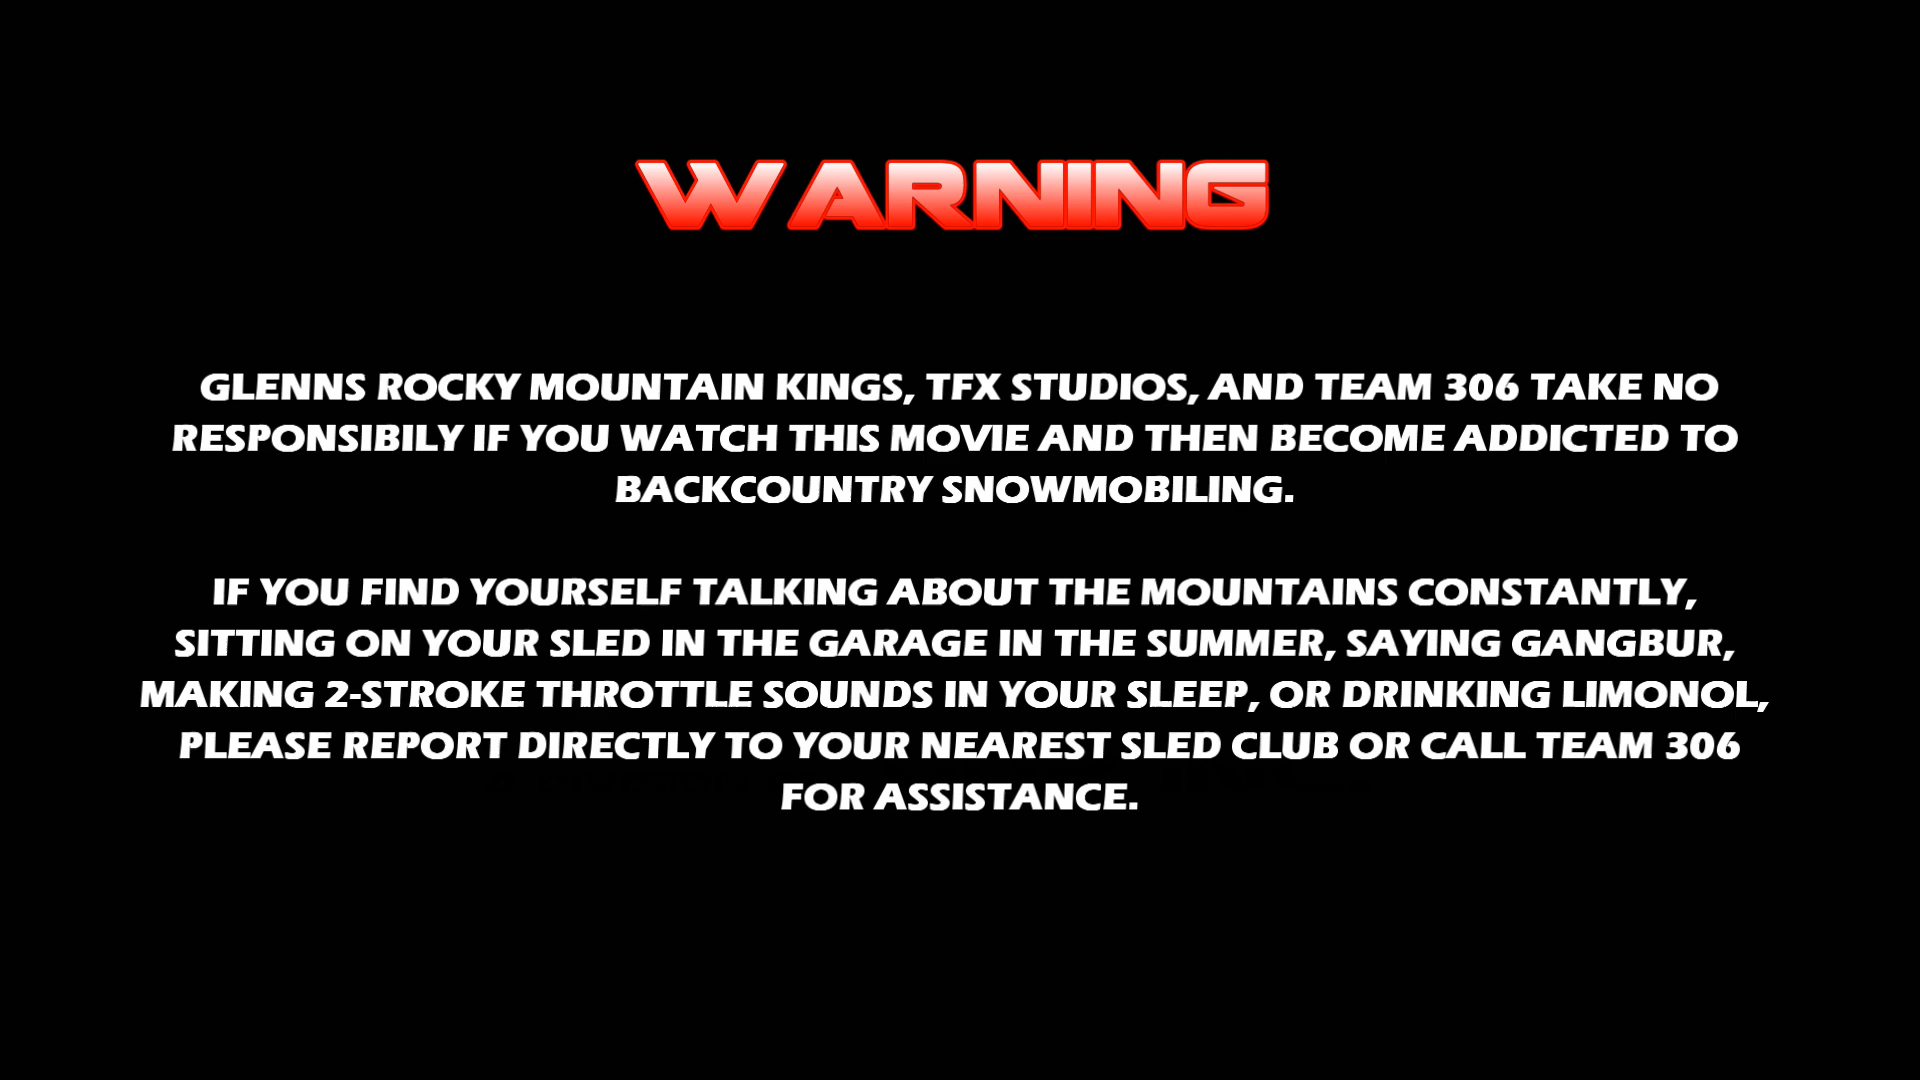 WARNING
GLENNS ROCKY MOUNTAIN KINGS, TFX STUDIOS, AND TEAM 306 TAKE NO
RESPONSIBILY IF YOU WATCH THIS MOVIE AND THEN BECOME ADDICTED TO
BACKCOUNTRY SNOWMOBILING.
IF YOU FIND YOURSELF TALKING ABOUT THE MOUNTAINS CONSTANTLY,
SITTING ON YOUR SLED IN THE GARAGE IN THE SUMMER, SAYING GANGBUR,
MAKING 2-STROKE THROTTLE SOUNDS IN YOUR SLEEP, OR DRINKING LIMONOL,
PLEASE REPORT DIRECTLY TO YOUR NEAREST SLED CLUB OR CALL TEAM 306
FOR ASSISTANCE.